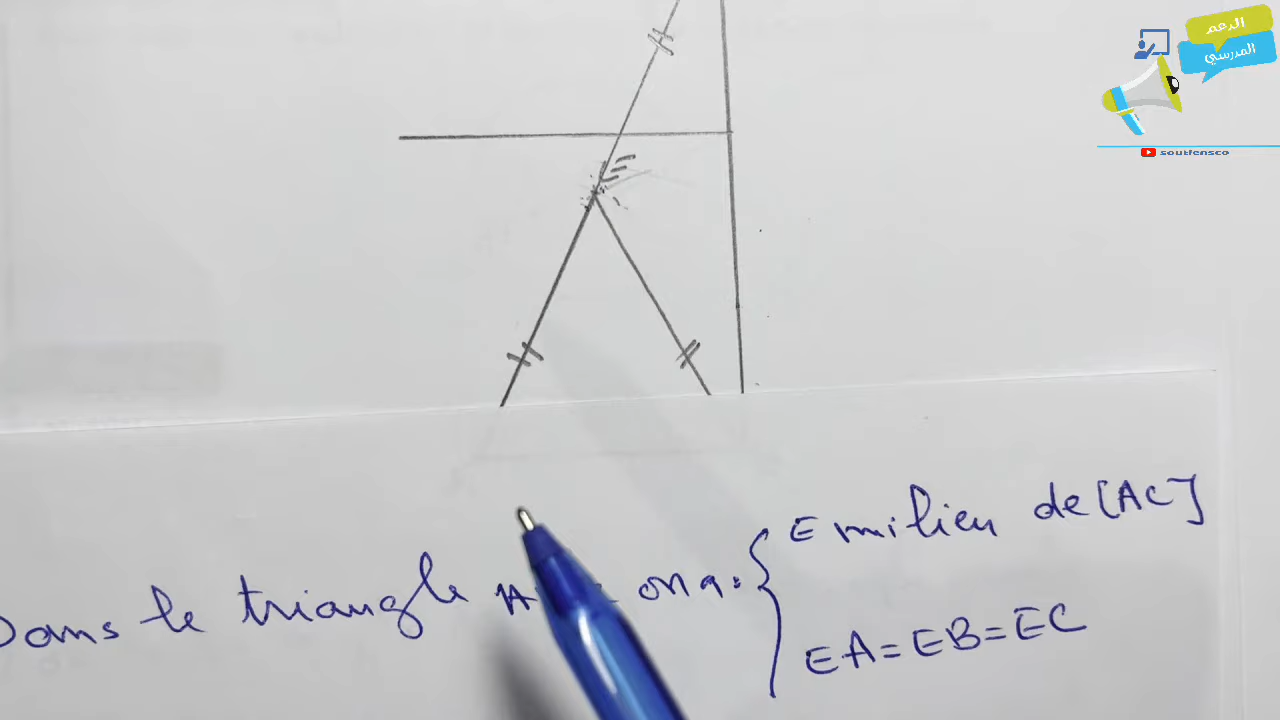 الدعم
المدرسي
soutiensco
E
Dans le triangle on a: E milieu de [AC]
EA = EB = EC